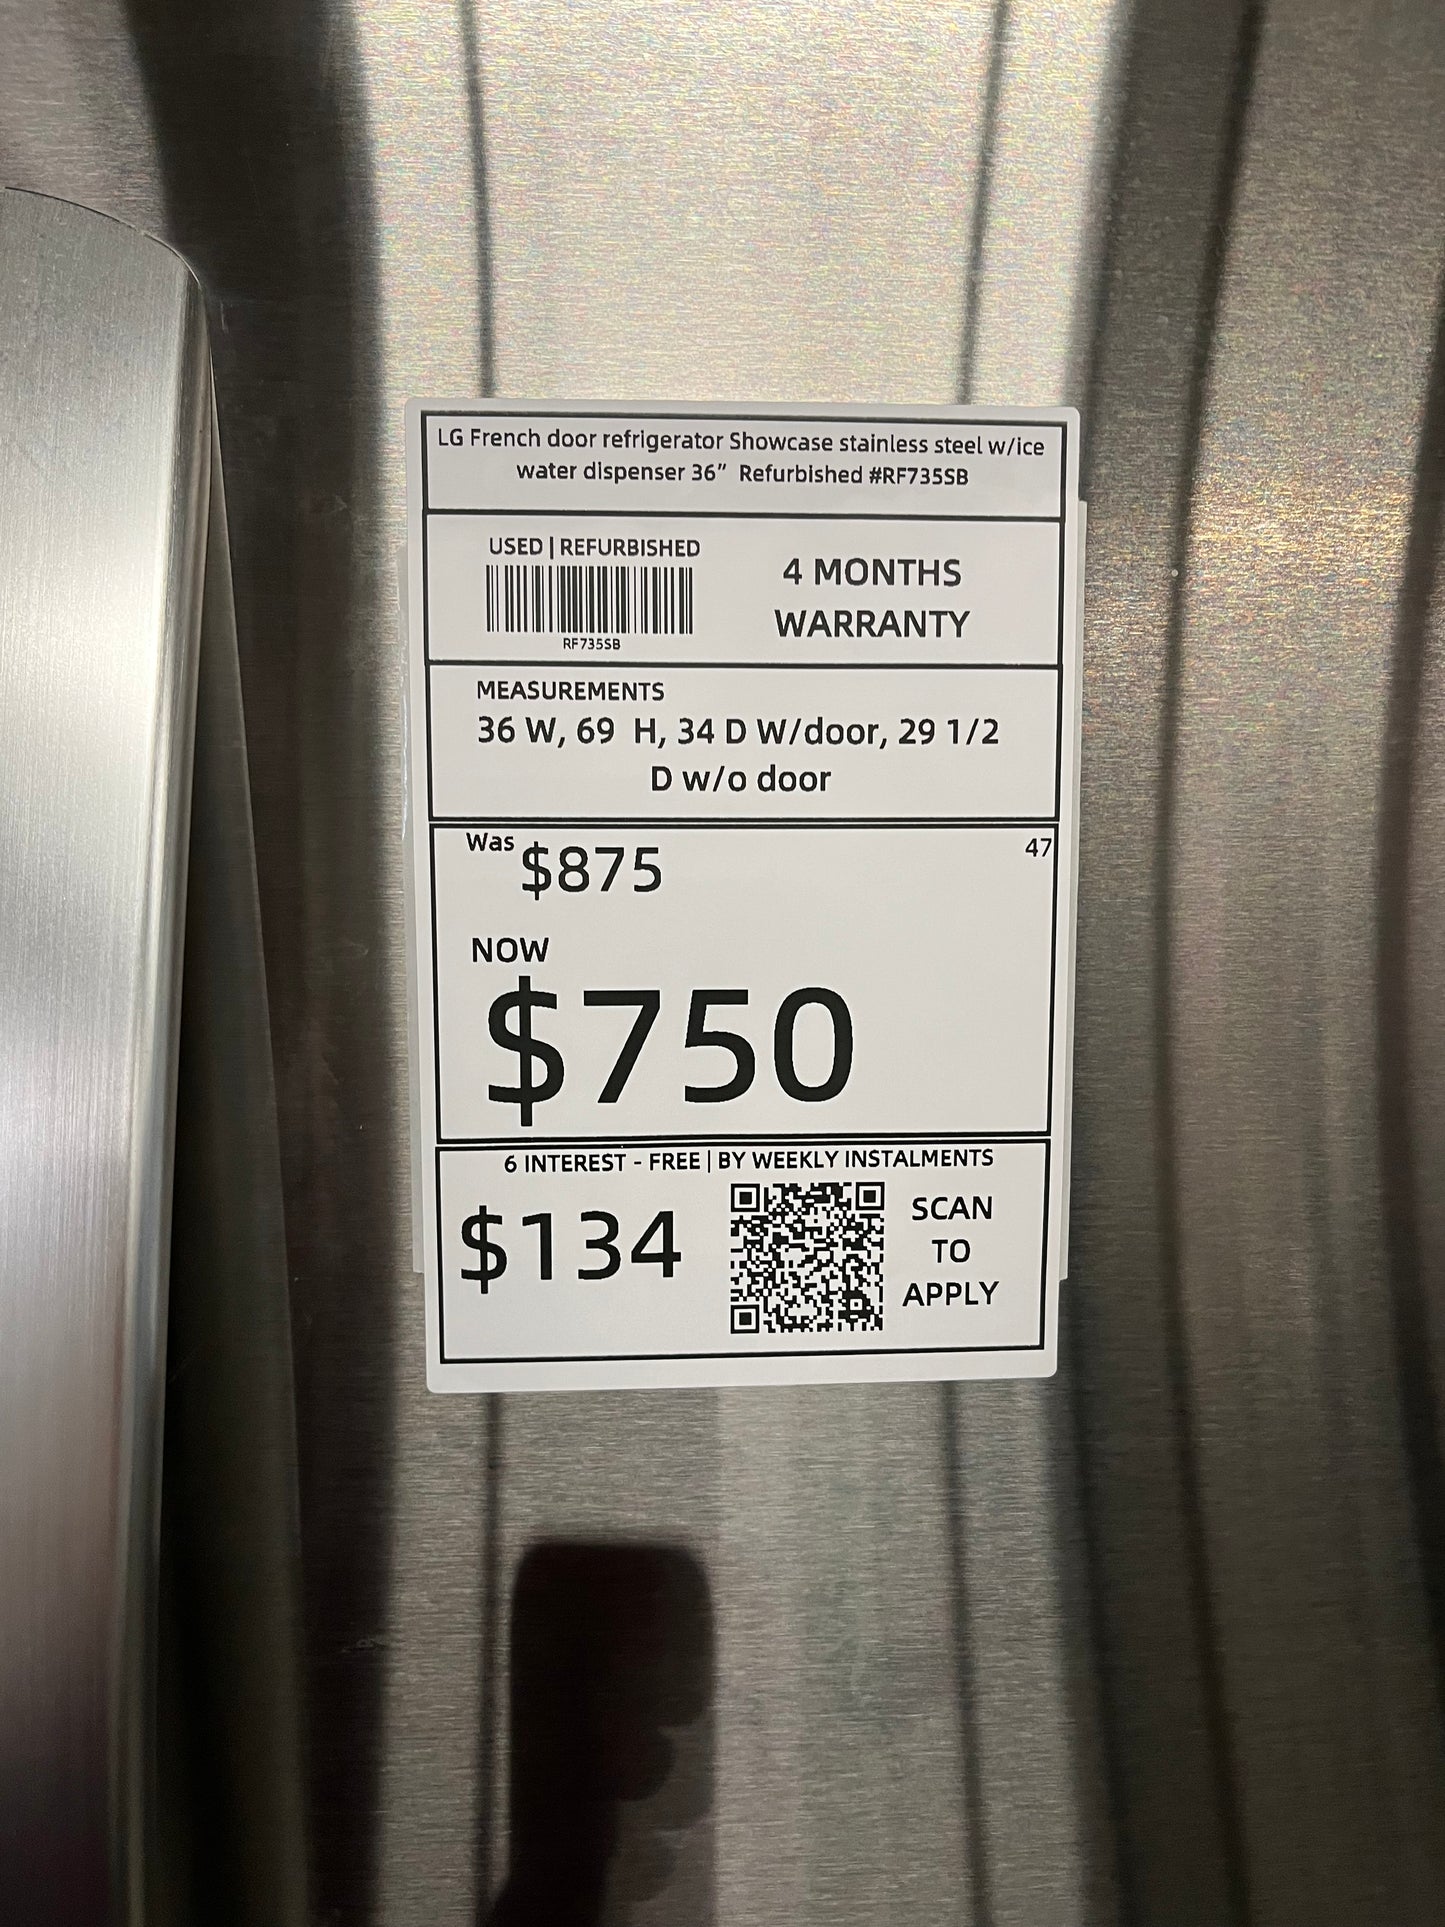 LG French door refrigerator Showcase stainless steel w/ice
water dispenser 36” Refurbished #RF735SB
USED | REFURBISHED
RF735SB
4 MONTHS
WARRANTY
MEASUREMENTS
36 W, 69 H, 34 D W/door, 29 1/2
D w/o door
Was $875
47
NOW
$750
6 INTEREST - FREE | BY WEEKLY INSTALMENTS
$134
SCAN
TO
APPLY